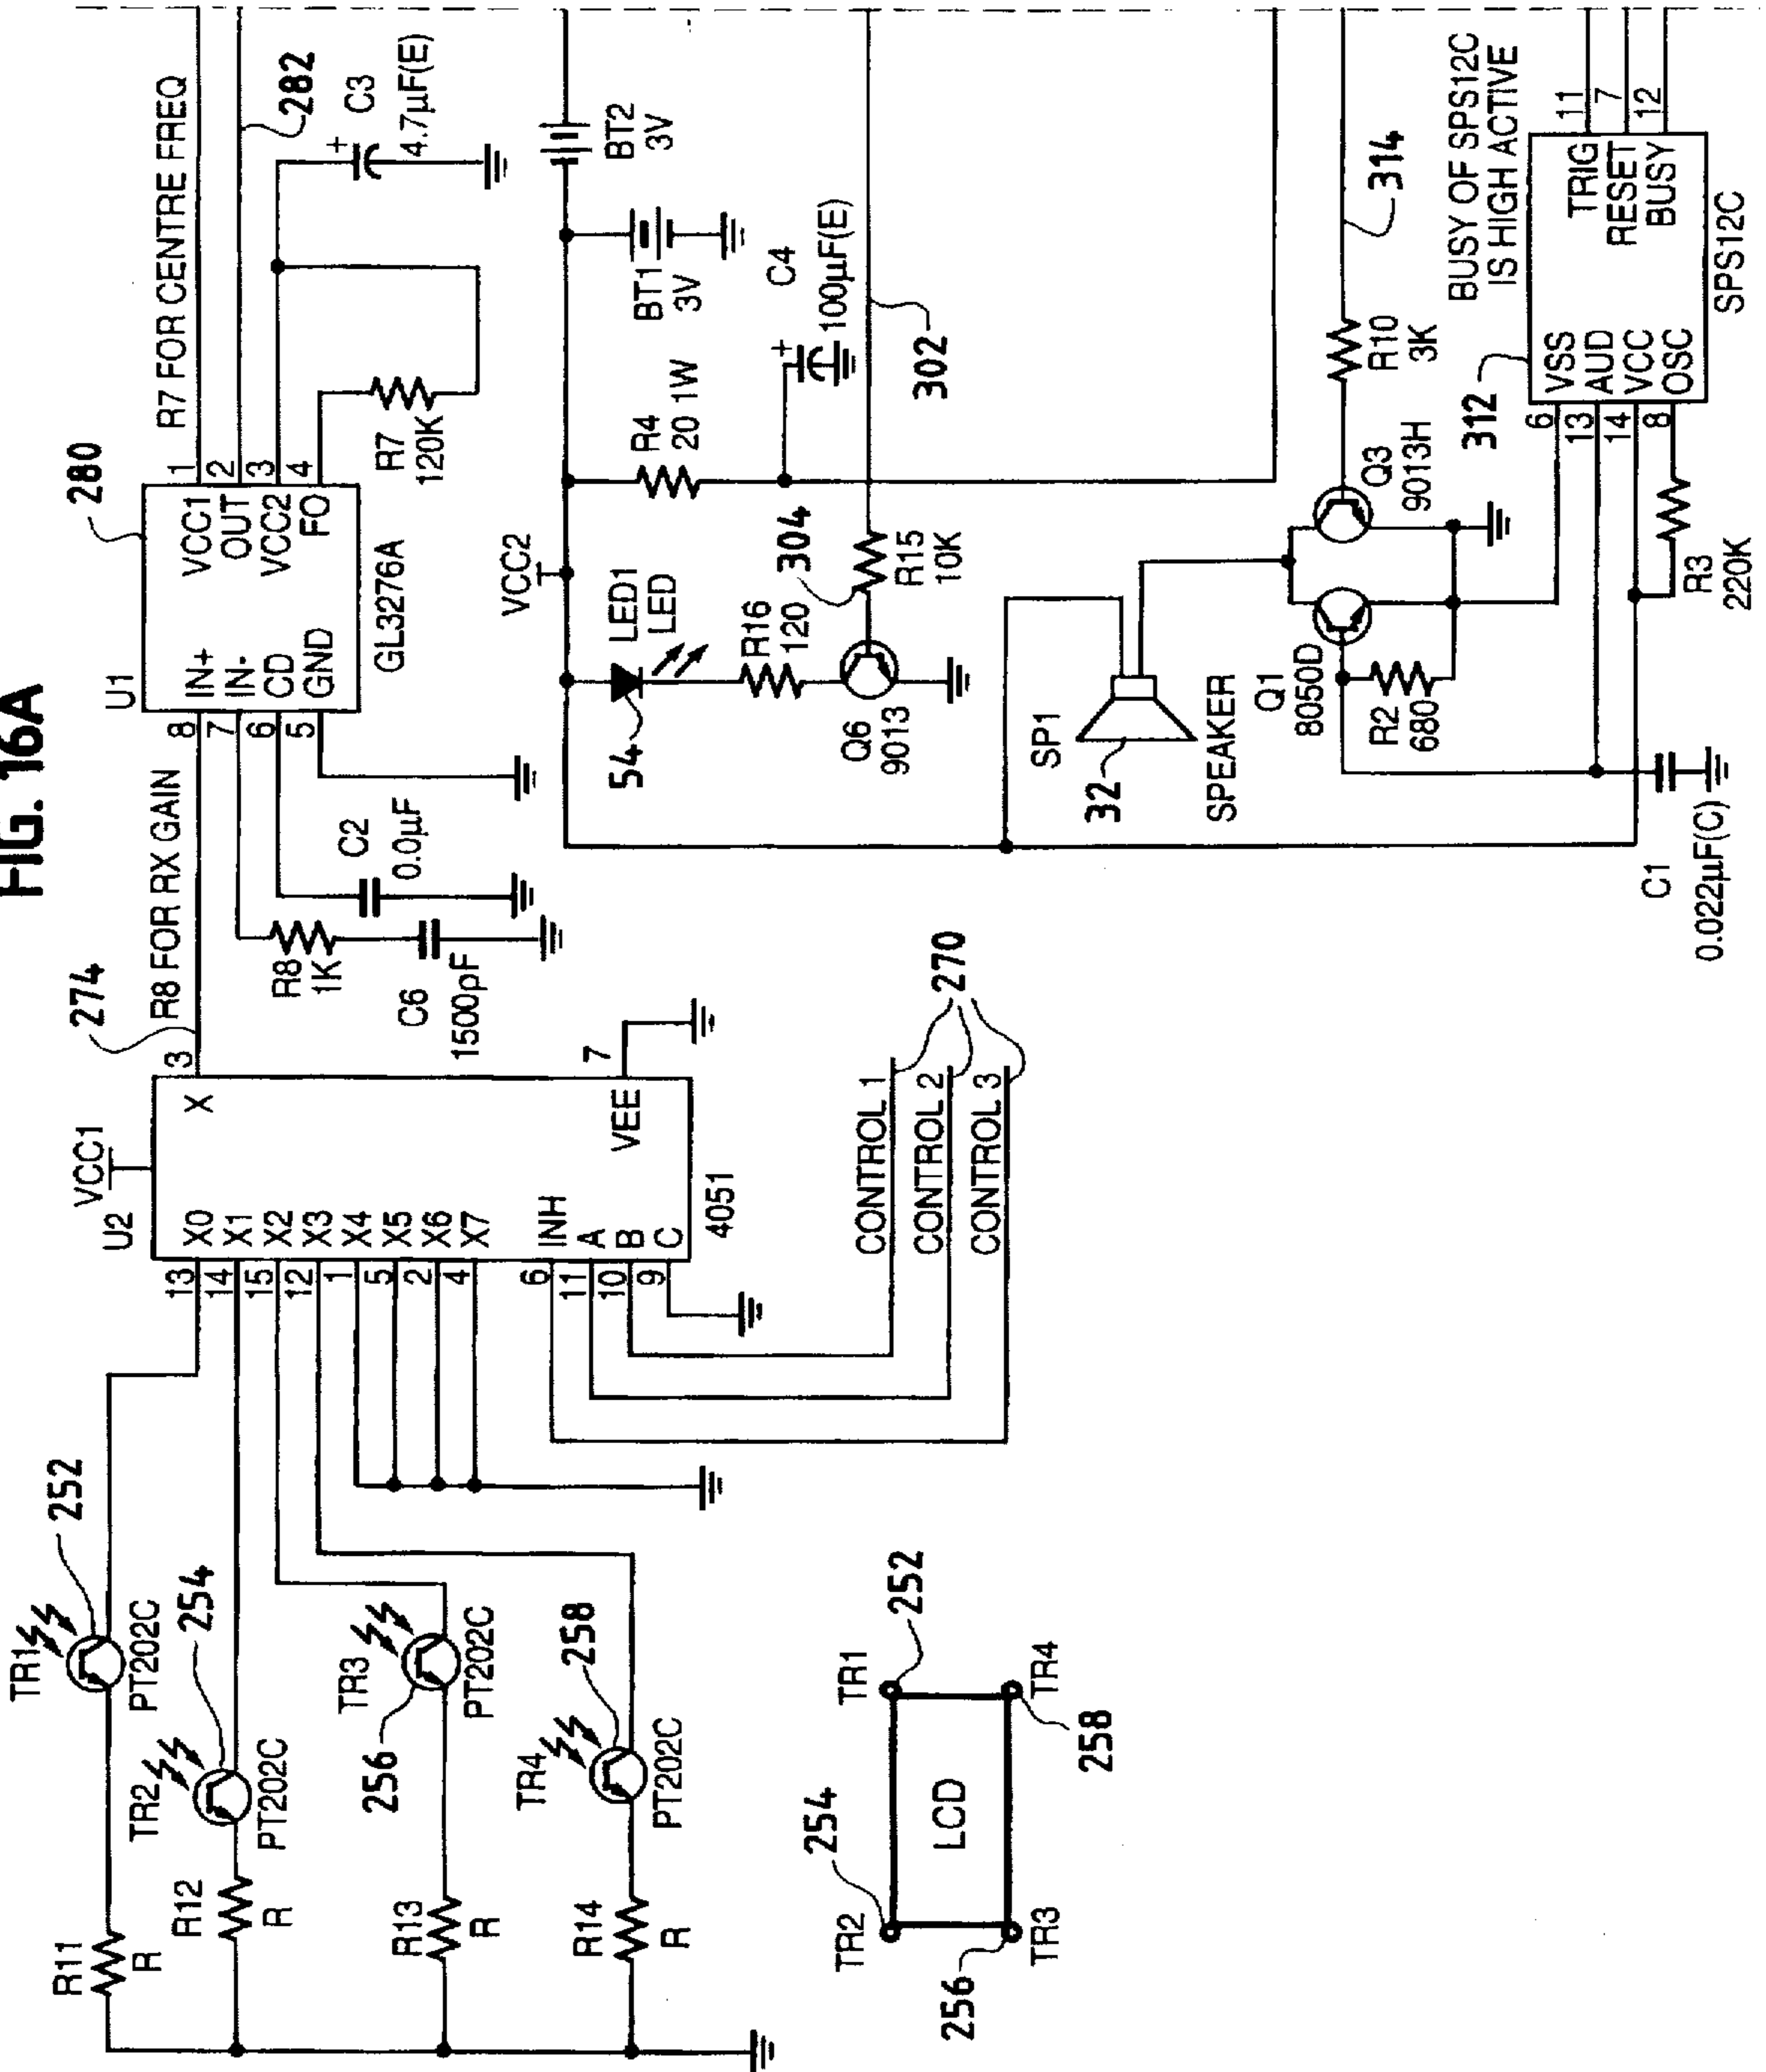 FIG. 16A
TR1
252
PT202C
R11
R
TR2
254
PT202C
R12
R
TR3
256
PT202C
R13
R
TR4
258
PT202C
R14
R
VCC1
U2
13 X0
14 X1
15 X2
12 X3
1 X4
5 X5
2 X6
4 X7
6 INH
11 A
10 B
9 C
X 3
VEE 7
4051
274
R8 FOR RX GAIN
R8
1K
C6
1500pF
C2
0.0µF
U1
280
8 IN+
7 IN-
6 CD
5 GND
VCC1 1
OUT 2
VCC2 3
FO 4
GL3276A
R7 FOR CENTRE FREQ
282
R7
120K
C3
+
4.7µF(E)
VCC2
LED1
LED
54
R16
120
304
Q6
9013
R15
10K
302
R4
20 1W
C4
+
100µF(E)
BT1
3V
BT2
3V
CONTROL 1
CONTROL 2
CONTROL 3
270
SP1
32
SPEAKER
Q1
8050D
R2
680
Q3
9013H
R10
3K
314
C1
0.022µF(C)
R3
220K
312
BUSY OF SPS12C
IS HIGH ACTIVE
6 VSS
13 AUD
14 VCC
8 OSC
TRIG 11
RESET 7
BUSY 12
SPS12C
TR2
254
TR1
252
LCD
256
TR3
TR4
258